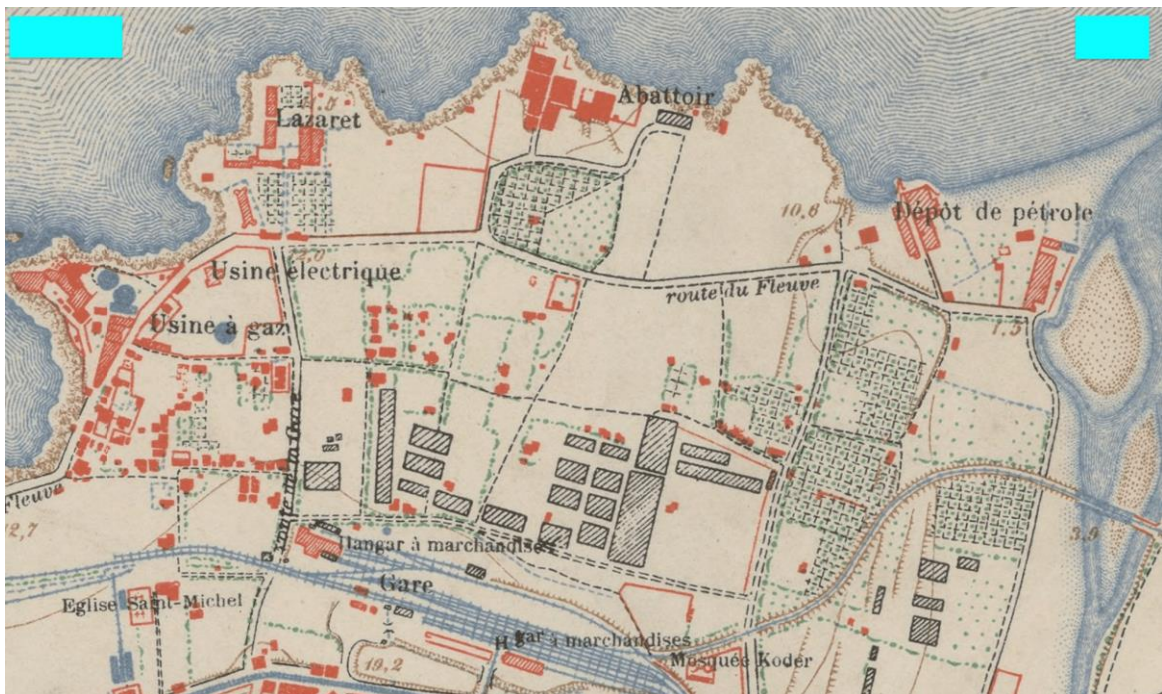 Abattoir
Lazaret
10,6
Dépôt de pétrole
Usine électrique
route du Fleuve
Usine à gaz
1,5
Fleuve
12,7
3,9
Hangar à marchandises
Gare
Eglise Saint-Michel
gar à marchandises
Mosquée Koder
19,2